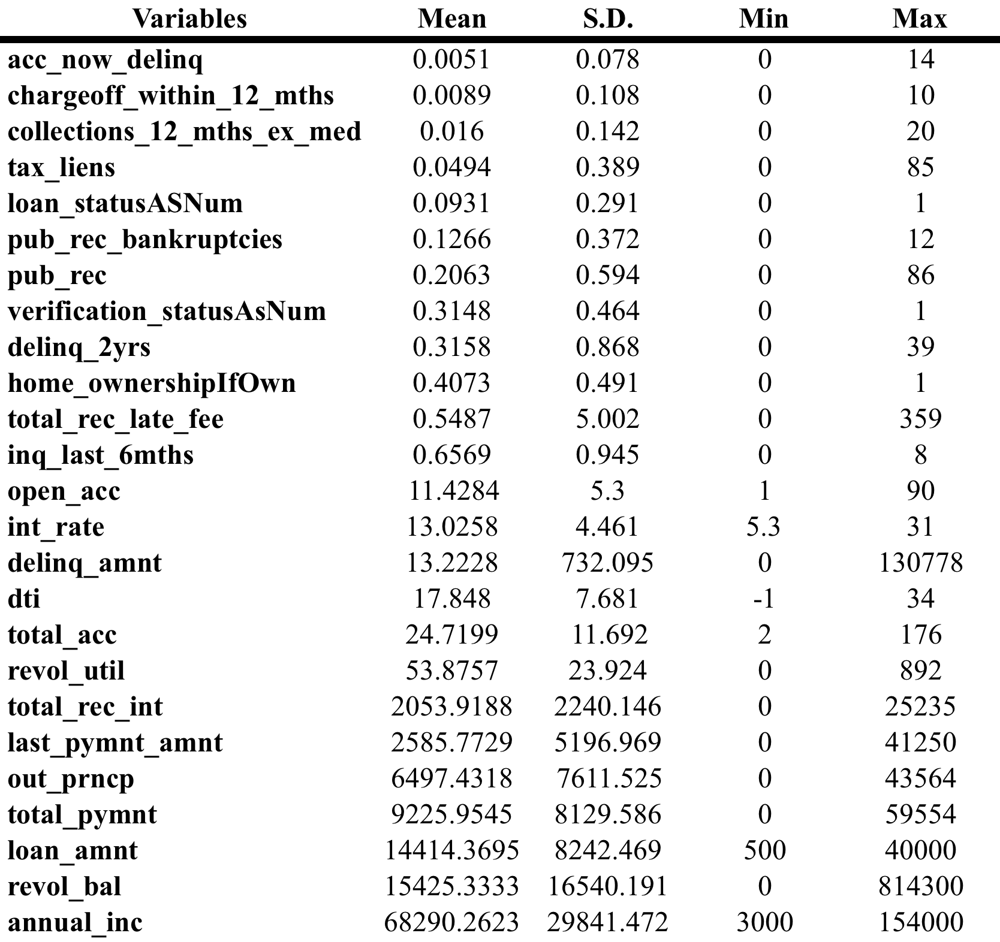 Variables Mean S.D. Min Max
acc_now_delinq 0.0051 0.078 0 14
chargeoff_within_12_mths 0.0089 0.108 0 10
collections_12_mths_ex_med 0.016 0.142 0 20
tax_liens 0.0494 0.389 0 85
loan_statusASNum 0.0931 0.291 0 1
pub_rec_bankruptcies 0.1266 0.372 0 12
pub_rec 0.2063 0.594 0 86
verification_statusAsNum 0.3148 0.464 0 1
delinq_2yrs 0.3158 0.868 0 39
home_ownershipIfOwn 0.4073 0.491 0 1
total_rec_late_fee 0.5487 5.002 0 359
inq_last_6mths 0.6569 0.945 0 8
open_acc 11.4284 5.3 1 90
int_rate 13.0258 4.461 5.3 31
delinq_amnt 13.2228 732.095 0 130778
dti 17.848 7.681 -1 34
total_acc 24.7199 11.692 2 176
revol_util 53.8757 23.924 0 892
total_rec_int 2053.9188 2240.146 0 25235
last_pymnt_amnt 2585.7729 5196.969 0 41250
out_prncp 6497.4318 7611.525 0 43564
total_pymnt 9225.9545 8129.586 0 59554
loan_amnt 14414.3695 8242.469 500 40000
revol_bal 15425.3333 16540.191 0 814300
annual_inc 68290.2623 29841.472 3000 154000